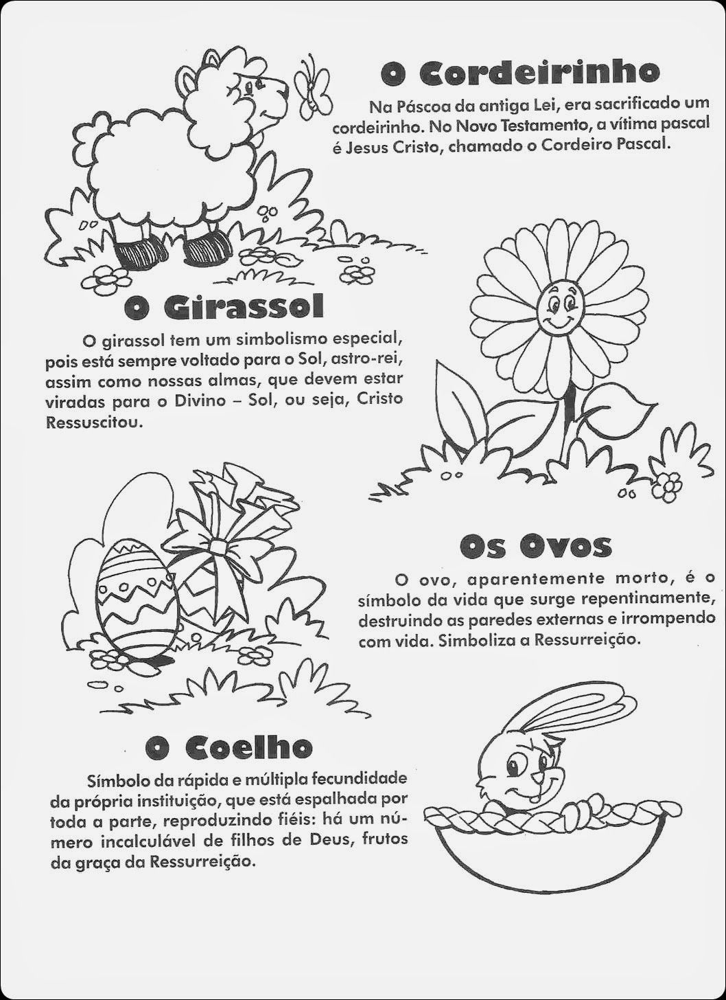 O Cordeirinho
Na Páscoa da antiga Lei, era sacrificado um
cordeirinho. No Novo Testamento, a vítima pascal
é Jesus Cristo, chamado o Cordeiro Pascal.
O Girassol
O girassol tem um simbolismo especial,
pois está sempre voltado para o Sol, astro-rei,
assim como nossas almas, que devem estar
viradas para o Divino – Sol, ou seja, Cristo
Ressuscitou.
Os Ovos
O ovo, aparentemente morto, é o
símbolo da vida que surge repentinamente,
destruindo as paredes externas e irrompendo
com vida. Simboliza a Ressurreição.
O Coelho
Símbolo da rápida e múltipla fecundidade
da própria instituição, que está espalhada por
toda a parte, reproduzindo fiéis: há um nú-
mero incalculável de filhos de Deus, frutos
da graça da Ressurreição.